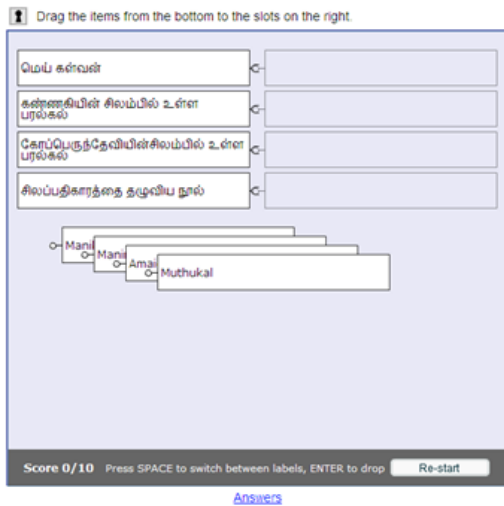 Drag the items from the bottom to the slots on the right.
மெய் கள்வன்
கண்ணகியின் சிலம்பில் உள்ள
பரல்கல்
கோப்பெருந்தேவியின்சிலம்பில் உள்ள
பரல்கல்
சிலப்பதிகாரத்தை தழுவிய நூல்
Muthukal
Score 0/10 Press SPACE to switch between labels, ENTER to drop Re-start
Answers